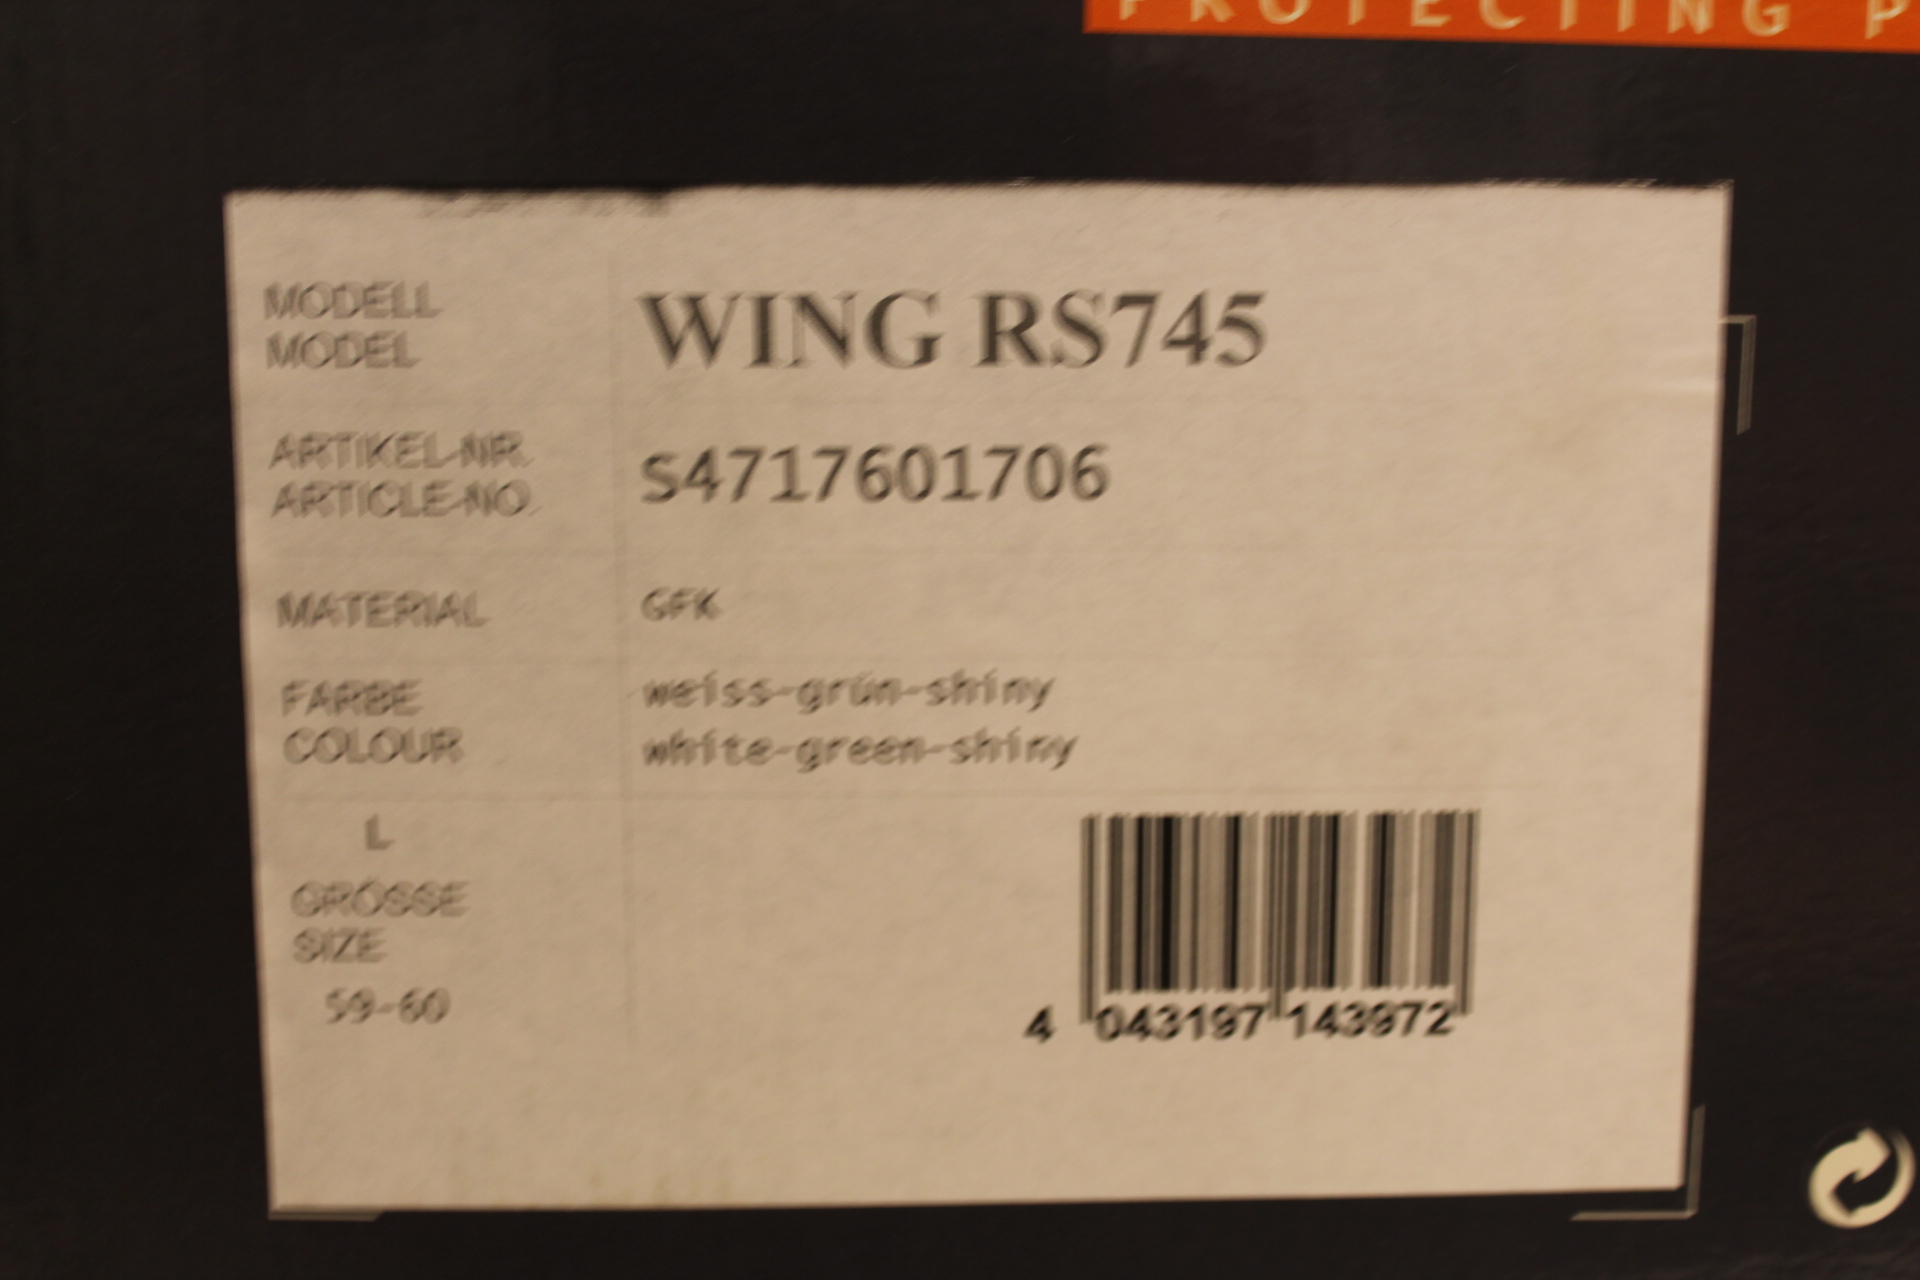 PROTECTING P
MODELL
MODEL
WING RS745
ARTIKEL-NR.
ARTICLE-NO.
S4717601706
MATERIAL
GFK
FARBE
COLOUR
weiss-grün-shiny
white-green-shiny
L
GRÖSSE
SIZE
59-60
4 043197 143972